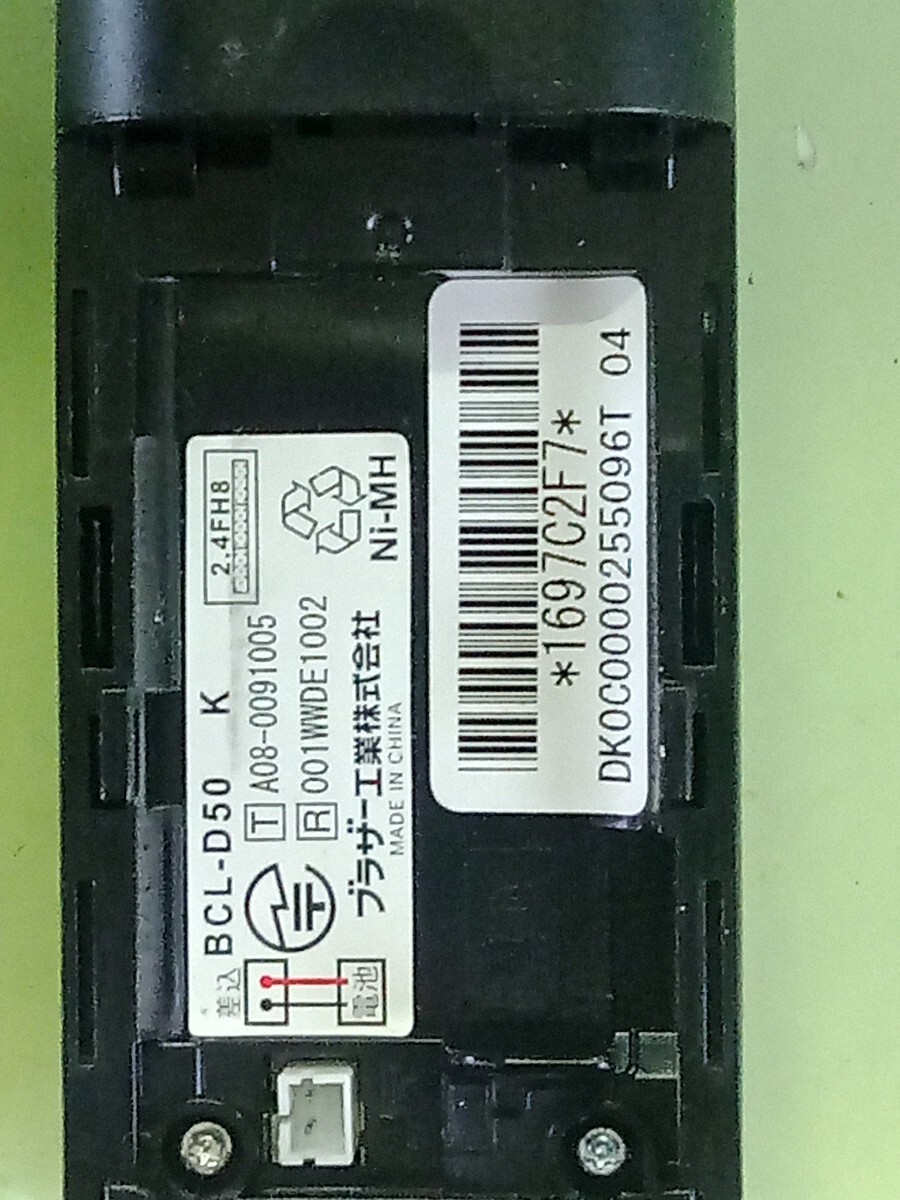 BCL-D50 K
2.4FH8
T A08-0091005
R 001WWDE1002
ブラザー工業株式会社
MADE IN CHINA
Ni-MH
差込
電池
*1697C2F7*
DK0C0000255096T 04